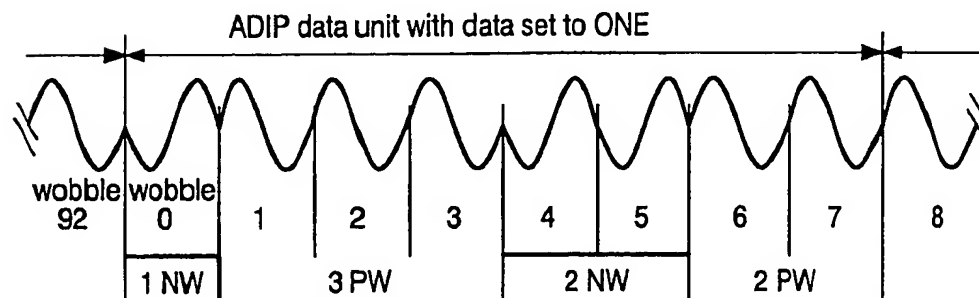 ADIP data unit with data set to ONE
wobble wobble
92 0 1 2 3 4 5 6 7 8
1 NW 3 PW 2 NW 2 PW